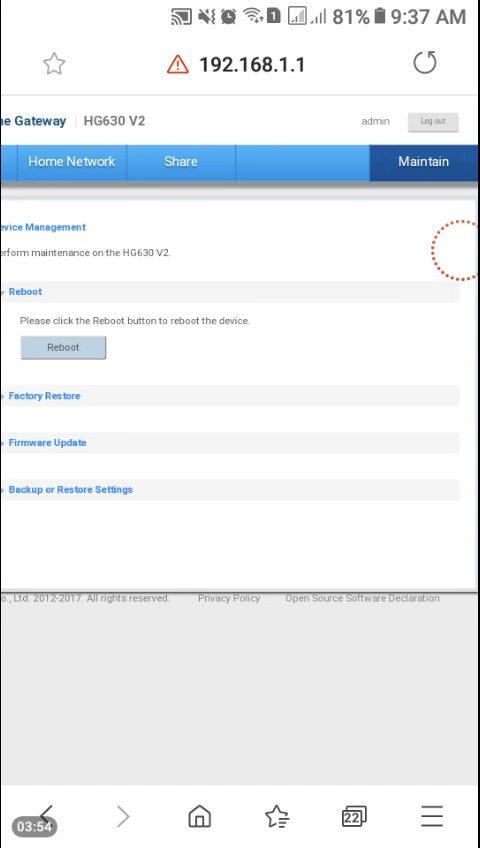 81% 9:37 AM
192.168.1.1
e Gateway HG630 V2 admin Log out
Home Network Share Maintain
evice Management
erform maintenance on the HG630 V2.
Reboot
Please click the Reboot button to reboot the device.
Reboot
Factory Restore
Firmware Update
Backup or Restore Settings
o., Ltd. 2012-2017. All rights reserved. Privacy Policy Open Source Software Declaration
22
03:54